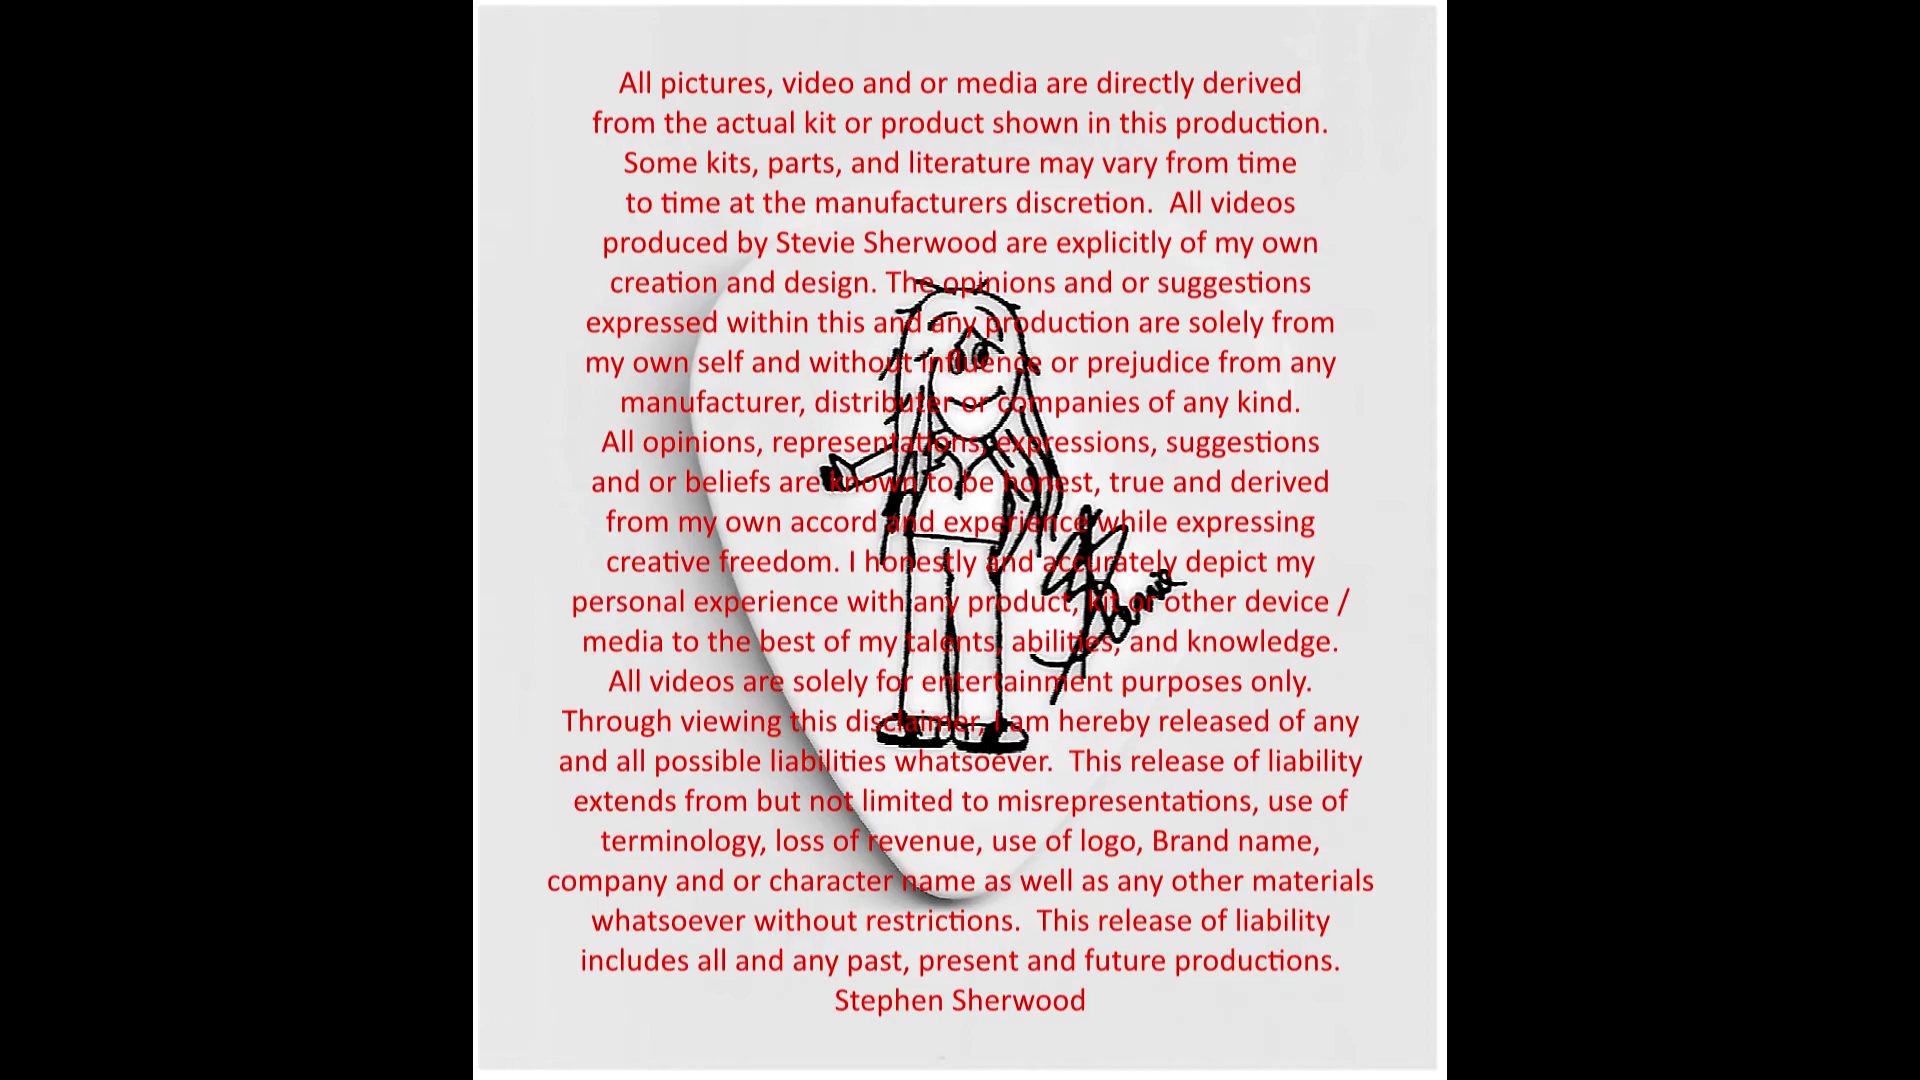 All pictures, video and or media are directly derived
from the actual kit or product shown in this production.
Some kits, parts, and literature may vary from time
to time at the manufacturers discretion.  All videos
produced by Stevie Sherwood are explicitly of my own
creation and design. The opinions and or suggestions
expressed within this and any production are solely from
my own self and without influence or prejudice from any
manufacturer, distributer or companies of any kind.
All opinions, representations, expressions, suggestions
and or beliefs are known to be honest, true and derived
from my own accord and experience while expressing
creative freedom. I honestly and accurately depict my
personal experience with any product, kit or other device /
media to the best of my talents, abilities, and knowledge.
All videos are solely for entertainment purposes only.
Through viewing this disclaimer, I am hereby released of any
and all possible liabilities whatsoever.  This release of liability
extends from but not limited to misrepresentations, use of
terminology, loss of revenue, use of logo, Brand name,
company and or character name as well as any other materials
whatsoever without restrictions.  This release of liability
includes all and any past, present and future productions.
Stephen Sherwood